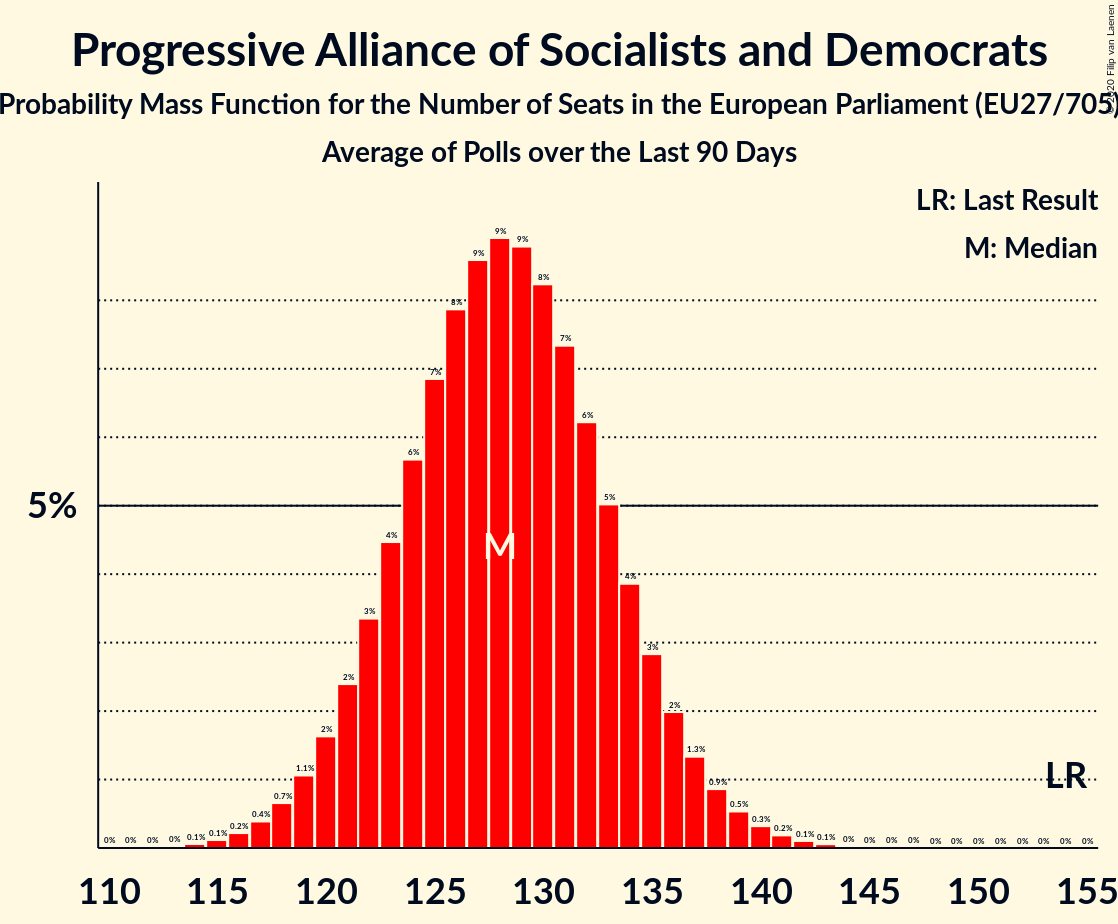 Progressive Alliance of Socialists and Democrats
Probability Mass Function for the Number of Seats in the European Parliament (EU27/705)
Average of Polls over the Last 90 Days
© 2020 Filip van Laenen
LR: Last Result
M: Median
5%
0% 0% 0% 0% 0.1% 0.1% 0.2% 0.4% 0.7% 1.1% 2% 2% 3% 4% 6% 7% 8% 9% 9% 9% 8% 7% 6% 5% 4% 3% 2% 1.3% 0.9% 0.5% 0.3% 0.2% 0.1% 0.1% 0% 0% 0% 0% 0% 0% 0% 0% 0% 0% 0% 0%
M
LR
110 115 120 125 130 135 140 145 150 155